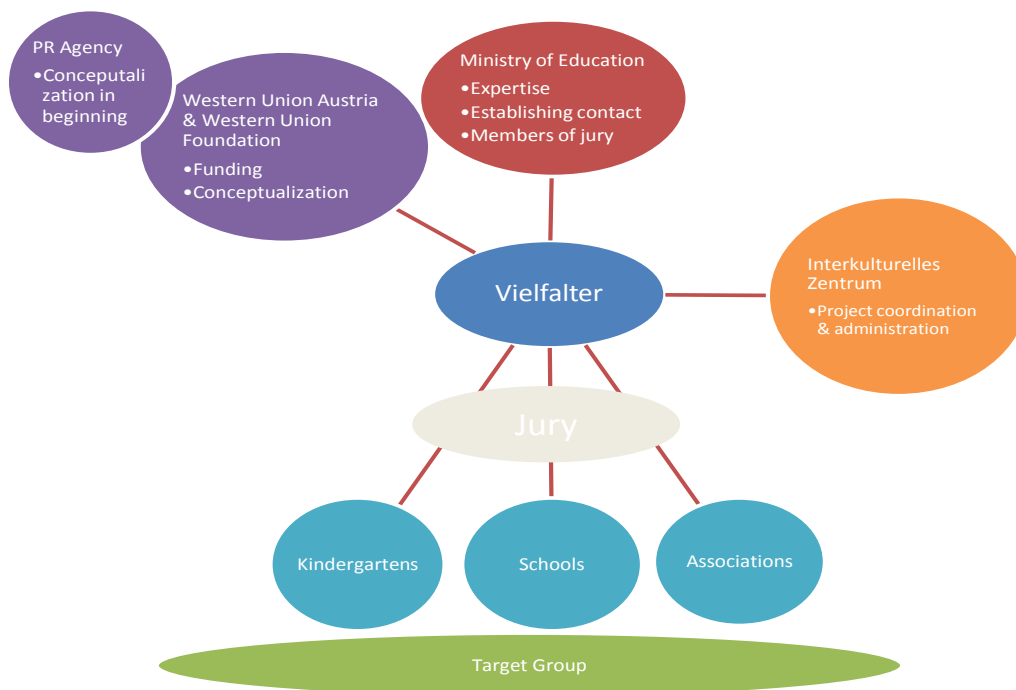 PR Agency
•Conceputali
zation in
beginning
Western Union Austria
& Western Union
Foundation
•Funding
•Conceptualization
Ministry of Education
•Expertise
•Establishing contact
•Members of jury
Vielfalter
Interkulturelles
Zentrum
•Project coordination
& administration
Jury
Kindergartens
Schools
Associations
Target Group